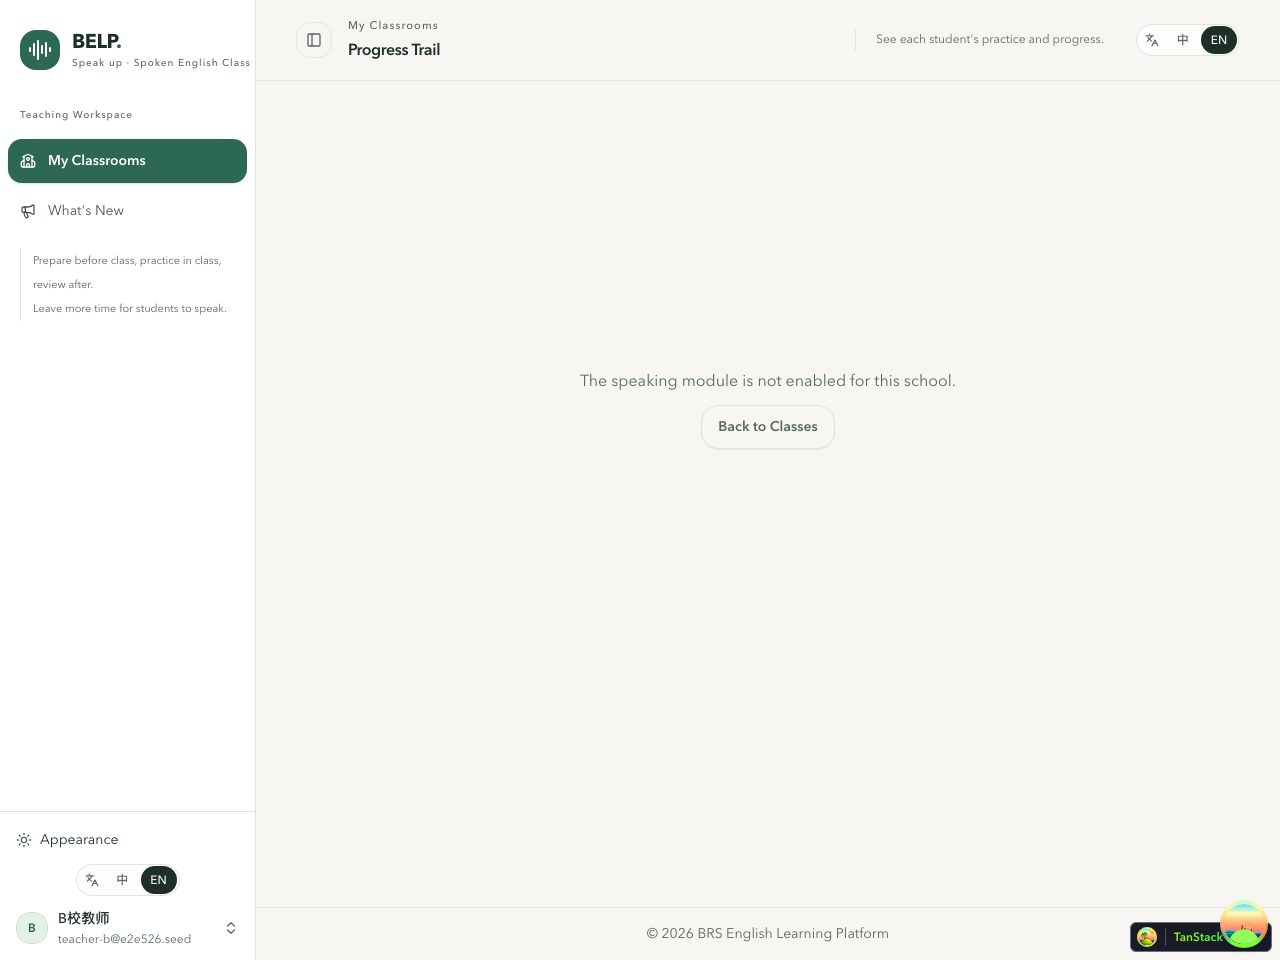 BELP.
Speak up · Spoken English Class
Teaching Workspace
My Classrooms
What's New
Prepare before class, practice in class,
review after.
Leave more time for students to speak.
Appearance
中 EN
B
B校教师
teacher-b@e2e526.seed
My Classrooms
Progress Trail
See each student's practice and progress.
中 EN
The speaking module is not enabled for this school.
Back to Classes
© 2026 BRS English Learning Platform
TanStack